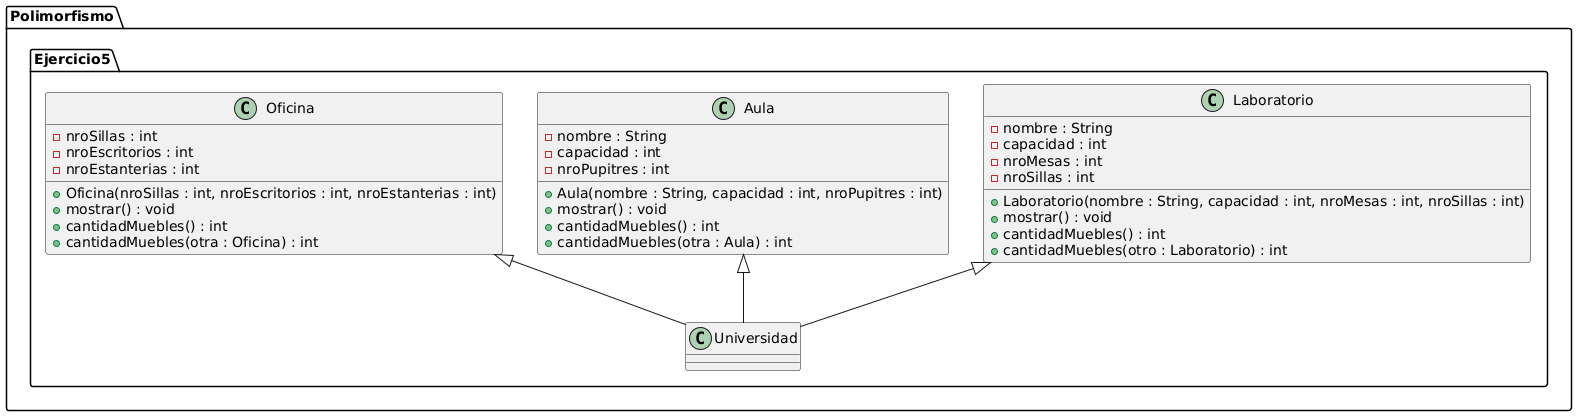 Polimorfismo
Ejercicio5
C Oficina
nroSillas : int
nroEscritorios : int
nroEstanterias : int
Oficina(nroSillas : int, nroEscritorios : int, nroEstanterias : int)
mostrar() : void
cantidadMuebles() : int
cantidadMuebles(otra : Oficina) : int
C Aula
nombre : String
capacidad : int
nroPupitres : int
Aula(nombre : String, capacidad : int, nroPupitres : int)
mostrar() : void
cantidadMuebles() : int
cantidadMuebles(otra : Aula) : int
C Laboratorio
nombre : String
capacidad : int
nroMesas : int
nroSillas : int
Laboratorio(nombre : String, capacidad : int, nroMesas : int, nroSillas : int)
mostrar() : void
cantidadMuebles() : int
cantidadMuebles(otro : Laboratorio) : int
C Universidad